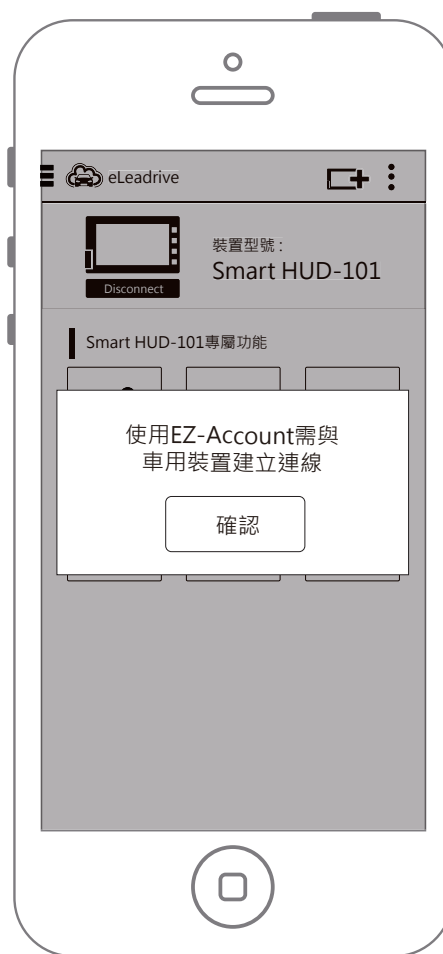 eLeadrive
裝置型號 :
Smart HUD-101
Disconnect
Smart HUD-101專屬功能
使用EZ-Account需與
車用裝置建立連線
確認